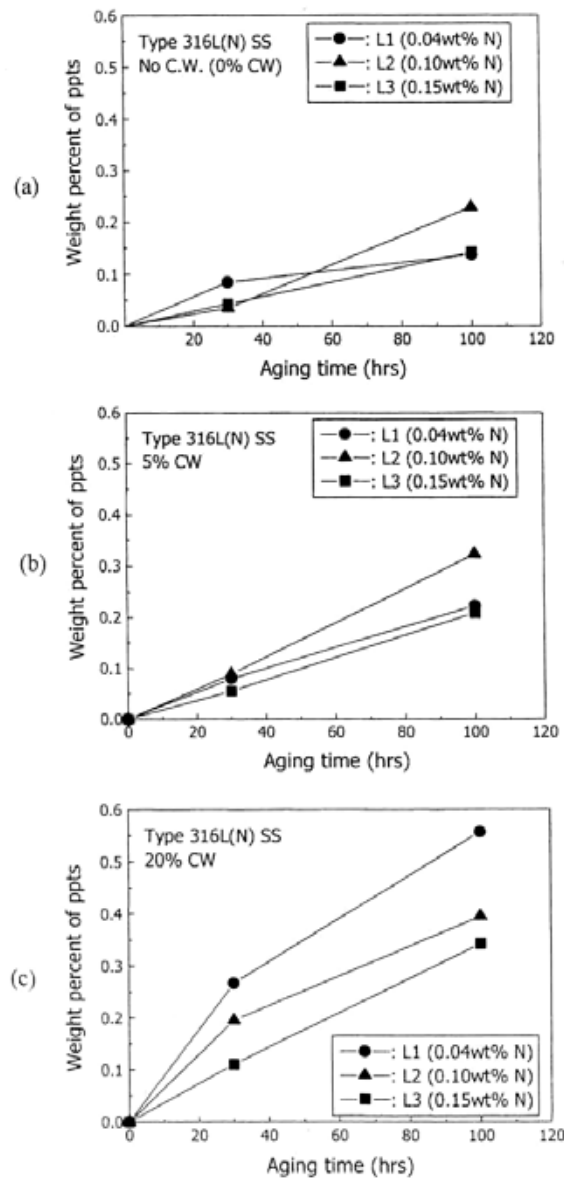 (a)
Type 316L(N) SS
No C.W. (0% CW)
●: L1 (0.04wt% N)
▲: L2 (0.10wt% N)
■: L3 (0.15wt% N)
Weight percent of ppts
0.6
0.5
0.4
0.3
0.2
0.1
0.0
20 40 60 80 100 120
Aging time (hrs)
(b)
Type 316L(N) SS
5% CW
●: L1 (0.04wt% N)
▲: L2 (0.10wt% N)
■: L3 (0.15wt% N)
Weight percent of ppts
0.6
0.5
0.4
0.3
0.2
0.1
0.0
0 20 40 60 80 100 120
Aging time (hrs)
(c)
Type 316L(N) SS
20% CW
Weight percent of ppts
0.6
0.5
0.4
0.3
0.2
0.1
0.0
●: L1 (0.04wt% N)
▲: L2 (0.10wt% N)
■: L3 (0.15wt% N)
0 20 40 60 80 100 120
Aging time (hrs)